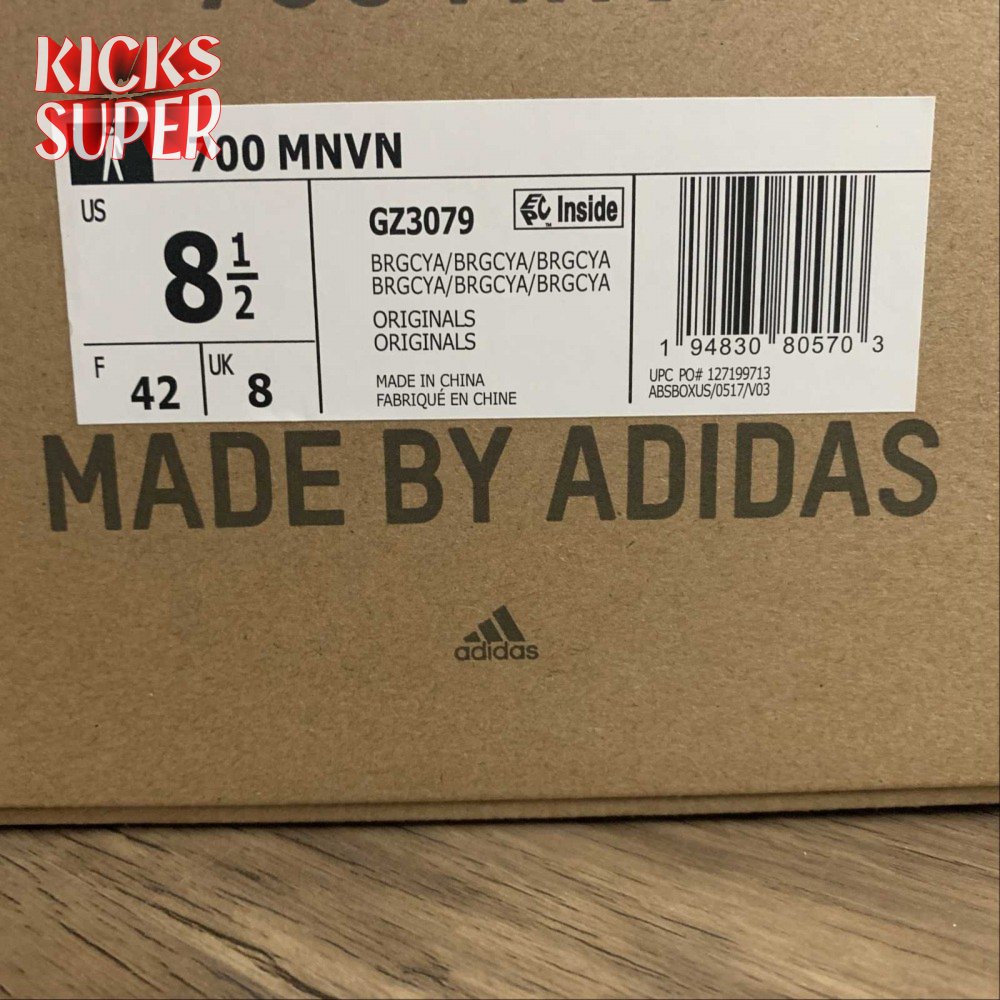 KICKS
SUPER
700 MNVN
US
8 1/2
F 42
UK 8
GZ3079
EPC Inside
TM
BRGCYA/BRGCYA/BRGCYA
BRGCYA/BRGCYA/BRGCYA
ORIGINALS
ORIGINALS
MADE IN CHINA
FABRIQUÉ EN CHINE
1 94830 80570 3
UPC PO# 127199713
ABSBOXUS/0517/V03
MADE BY ADIDAS
adidas